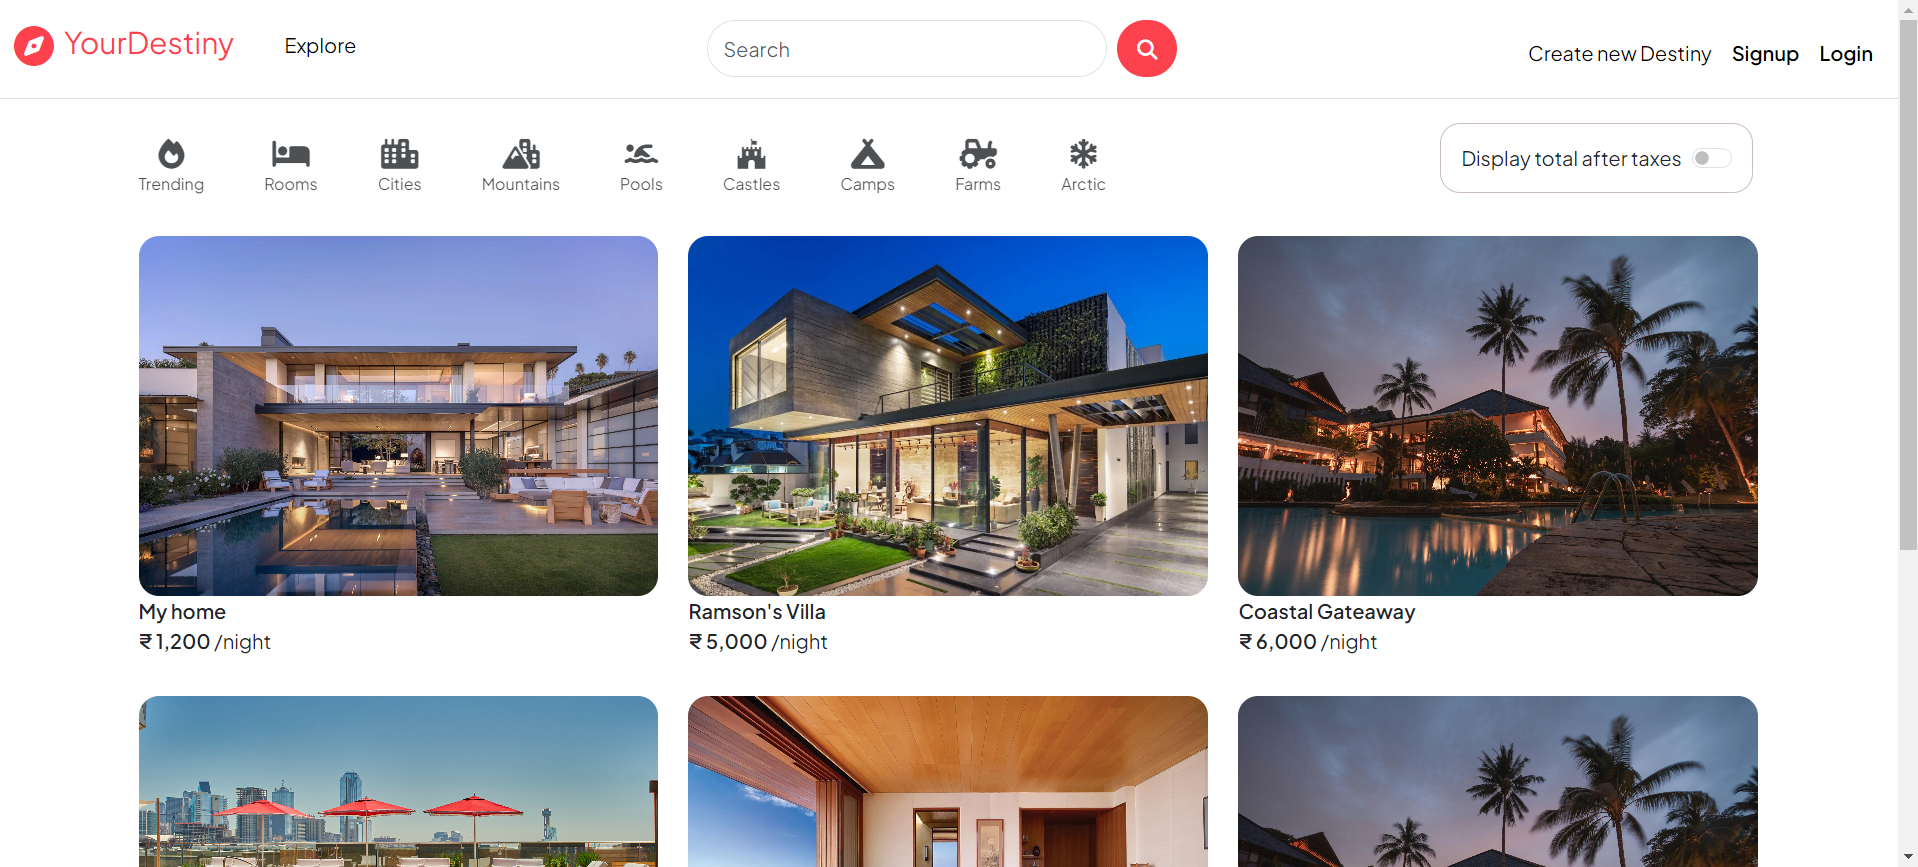 YourDestiny Explore Search Create new Destiny Signup Login
Trending Rooms Cities Mountains Pools Castles Camps Farms Arctic Display total after taxes
My home Ramson's Villa Coastal Gateaway
₹ 1,200 /night ₹ 5,000 /night ₹ 6,000 /night